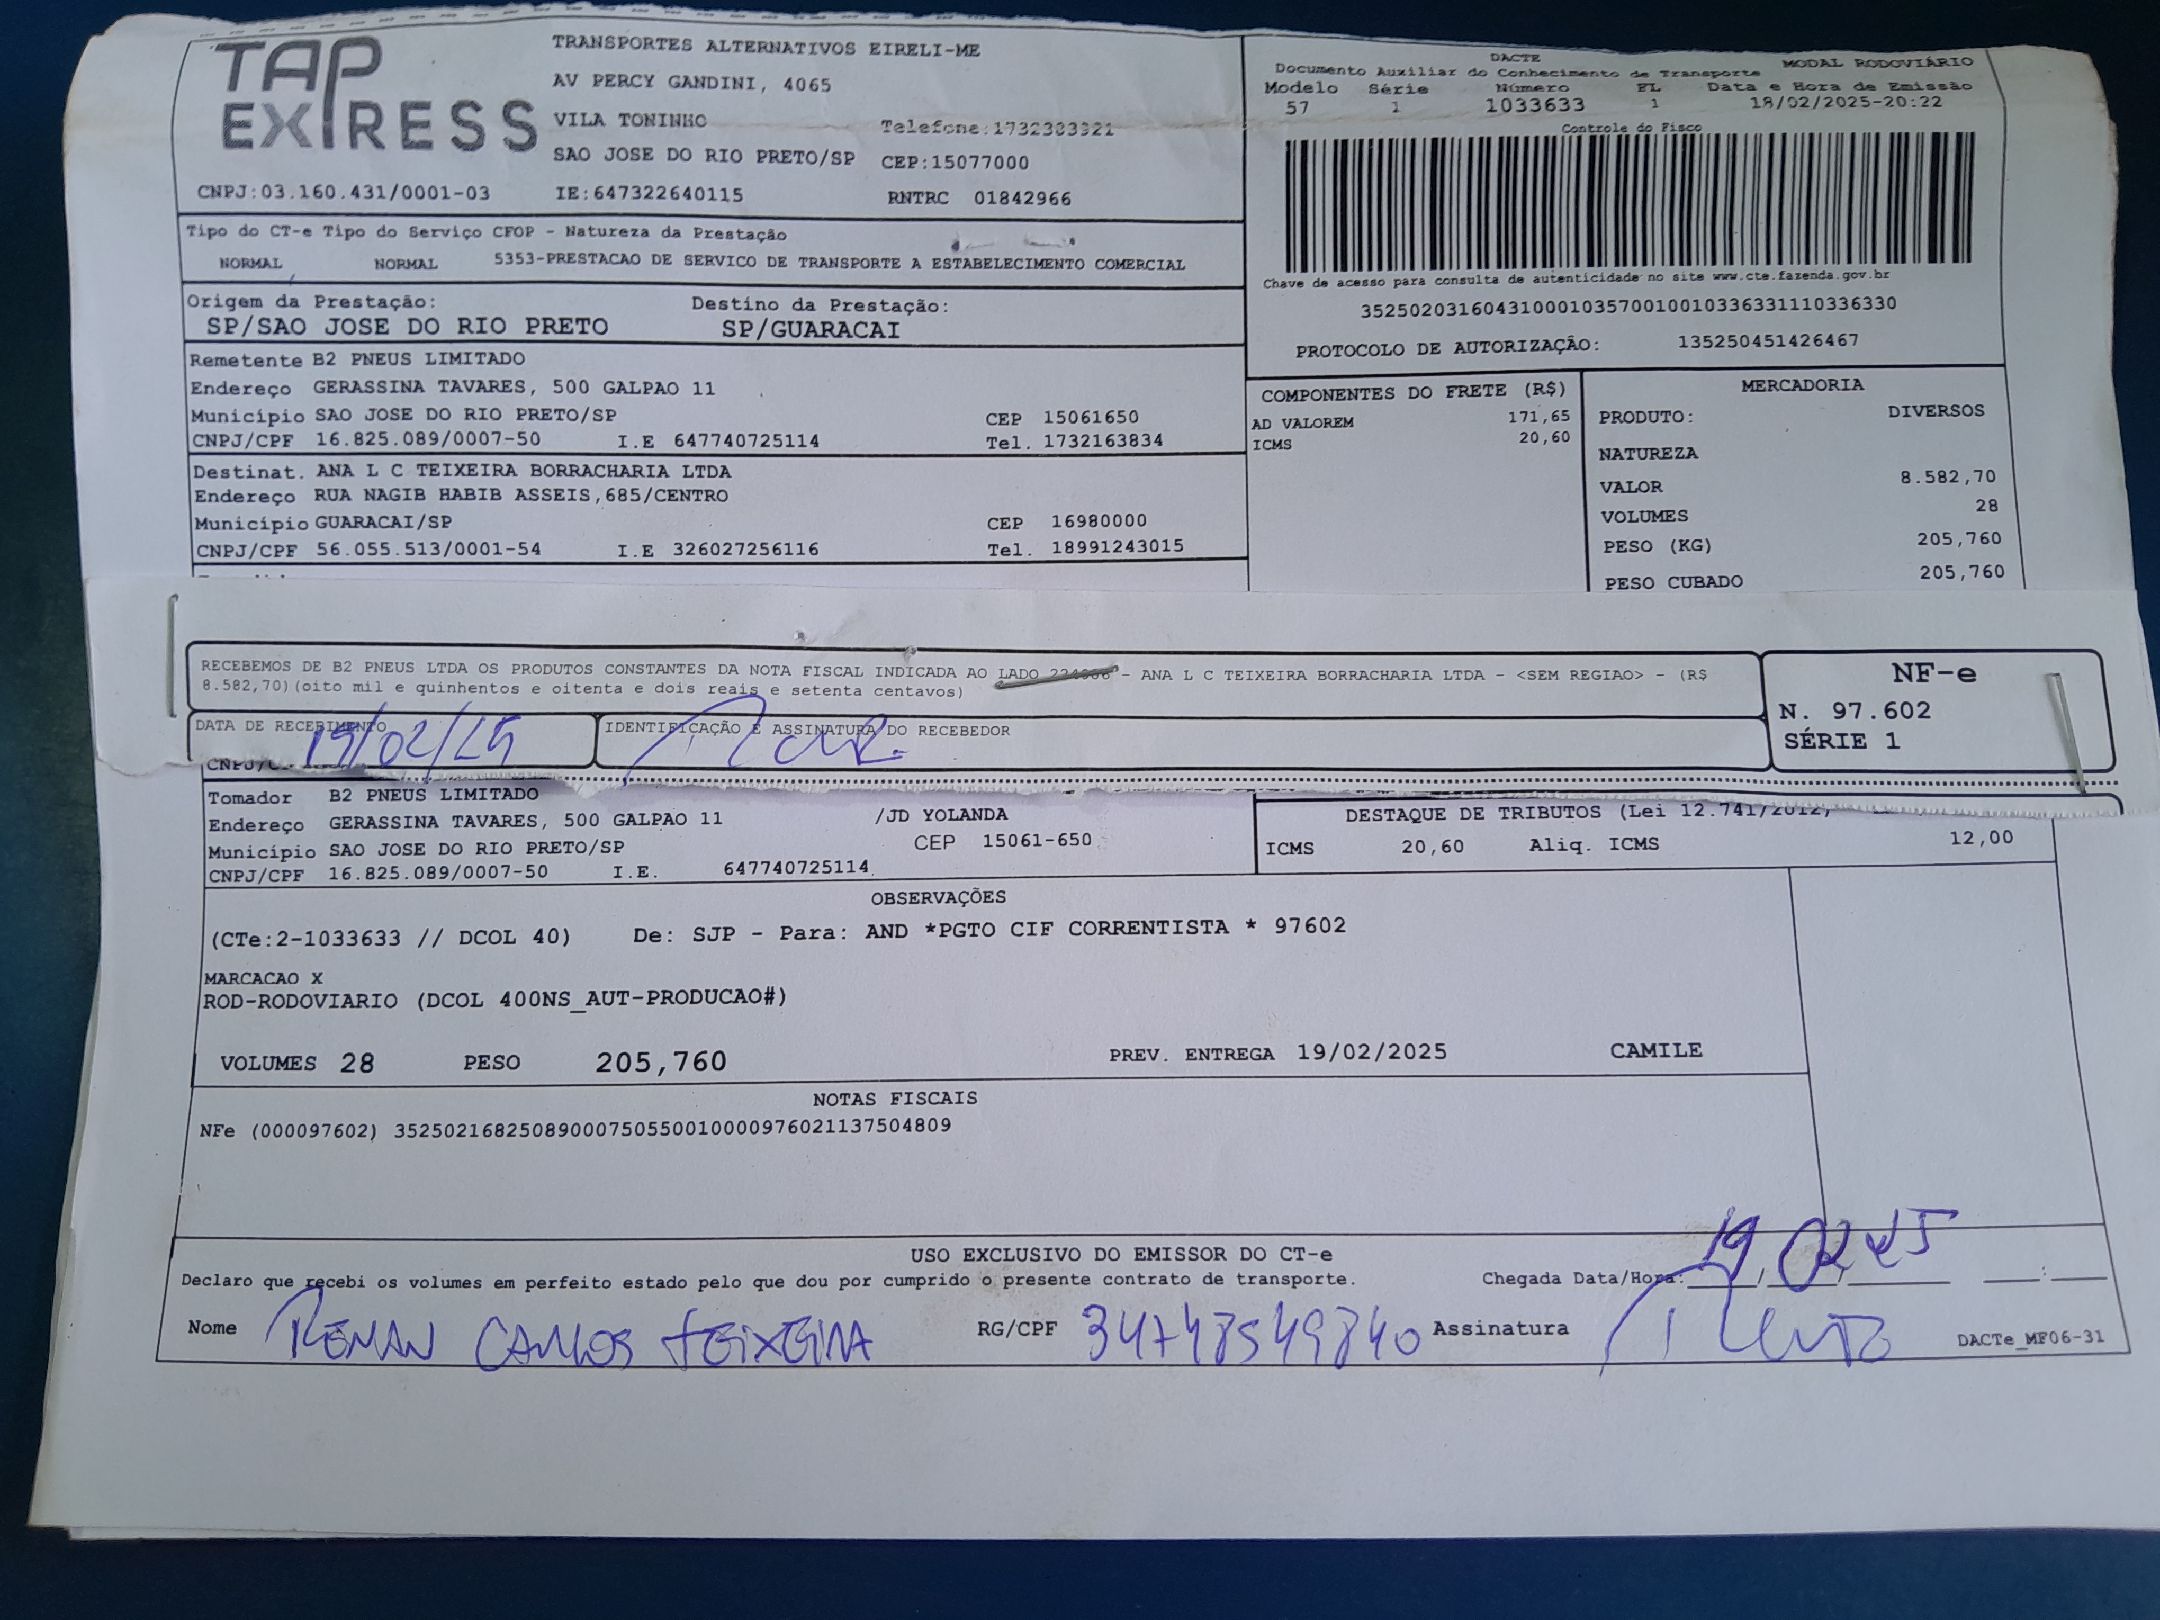 TAP EXPRESS
TRANSPORTES ALTERNATIVOS EIRELI-ME
AV PERCY GANDINI, 4065
VILA TONINHO Telefone:1732333321
SAO JOSE DO RIO PRETO/SP CEP:15077000
CNPJ:03.160.431/0001-03 IE:647322640115 RNTRC 01842966
DACTE
Documento Auxiliar do Conhecimento de Transporte MODAL RODOVIÁRIO
Modelo Série Número FL Data e Hora de Emissão
57 1 1033633 1 18/02/2025-20:22
Controle do Fisco
Chave de acesso para consulta de autenticidade no site www.cte.fazenda.gov.br
35250203160431000103570010010336331110336330
PROTOCOLO DE AUTORIZAÇÃO: 135250451426467
Tipo do CT-e Tipo do Serviço CFOP - Natureza da Prestação
NORMAL NORMAL 5353-PRESTACAO DE SERVICO DE TRANSPORTE A ESTABELECIMENTO COMERCIAL
Origem da Prestação: Destino da Prestação:
SP/SAO JOSE DO RIO PRETO SP/GUARACAI
Remetente B2 PNEUS LIMITADO
Endereço GERASSINA TAVARES, 500 GALPAO 11
Município SAO JOSE DO RIO PRETO/SP CEP 15061650
CNPJ/CPF 16.825.089/0007-50 I.E 647740725114 Tel. 1732163834
Destinat. ANA L C TEIXEIRA BORRACHARIA LTDA
Endereço RUA NAGIB HABIB ASSEIS,685/CENTRO
Município GUARACAI/SP CEP 16980000
CNPJ/CPF 56.055.513/0001-54 I.E 326027256116 Tel. 18991243015
COMPONENTES DO FRETE (R$)
AD VALOREM 171,65
ICMS 20,60
MERCADORIA
PRODUTO: DIVERSOS
NATUREZA
VALOR 8.582,70
VOLUMES 28
PESO (KG) 205,760
PESO CUBADO 205,760
RECEBEMOS DE B2 PNEUS LTDA OS PRODUTOS CONSTANTES DA NOTA FISCAL INDICADA AO LADO - ANA L C TEIXEIRA BORRACHARIA LTDA - <SEM REGIAO> - (R$
8.582,70)(oito mil e quinhentos e oitenta e dois reais e setenta centavos)
DATA DE RECEBIMENTO IDENTIFICAÇÃO E ASSINATURA DO RECEBEDOR
19/02/25
NF-e
N. 97.602
SÉRIE 1
Tomador B2 PNEUS LIMITADO
Endereço GERASSINA TAVARES, 500 GALPAO 11 /JD YOLANDA
Município SAO JOSE DO RIO PRETO/SP CEP 15061-650
CNPJ/CPF 16.825.089/0007-50 I.E. 647740725114
DESTAQUE DE TRIBUTOS (Lei 12.741/2012)
ICMS 20,60 Aliq. ICMS 12,00
OBSERVAÇÕES
(CTe:2-1033633 // DCOL 40) De: SJP - Para: AND *PGTO CIF CORRENTISTA * 97602
MARCACAO X
ROD-RODOVIARIO (DCOL 400NS_AUT-PRODUCAO#)
VOLUMES 28 PESO 205,760 PREV. ENTREGA 19/02/2025 CAMILE
NOTAS FISCAIS
NFe (000097602) 35250216825089000750550010000976021137504809
USO EXCLUSIVO DO EMISSOR DO CT-e
Declaro que recebi os volumes em perfeito estado pelo que dou por cumprido o presente contrato de transporte. Chegada Data/Hora: 19/02/25
Nome RENAN CARLOS TEIXEIRA RG/CPF 34748549840 Assinatura
DACTe_MF06-31